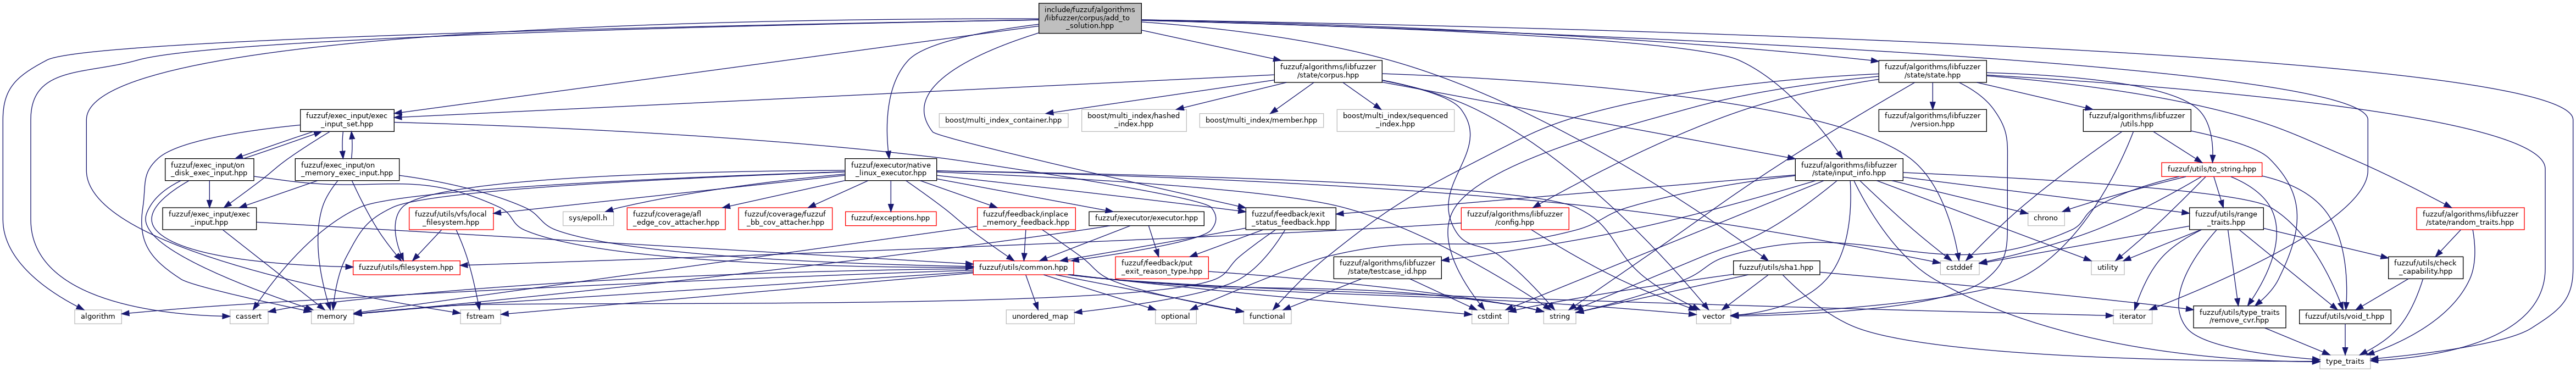 include/fuzzuf/algorithms
/libfuzzer/corpus/add_to
_solution.hpp
fuzzuf/algorithms/libfuzzer
/state/corpus.hpp
fuzzuf/algorithms/libfuzzer
/state/state.hpp
fuzzuf/exec_input/exec
_input_set.hpp
boost/multi_index_container.hpp
boost/multi_index/hashed
_index.hpp
boost/multi_index/member.hpp
boost/multi_index/sequenced
_index.hpp
fuzzuf/algorithms/libfuzzer
/version.hpp
fuzzuf/algorithms/libfuzzer
/utils.hpp
fuzzuf/exec_input/on
_disk_exec_input.hpp
fuzzuf/exec_input/on
_memory_exec_input.hpp
fuzzuf/executor/native
_linux_executor.hpp
fuzzuf/algorithms/libfuzzer
/state/input_info.hpp
fuzzuf/utils/to_string.hpp
fuzzuf/exec_input/exec
_input.hpp
fuzzuf/utils/vfs/local
_filesystem.hpp
sys/epoll.h
fuzzuf/coverage/afl
_edge_cov_attacher.hpp
fuzzuf/coverage/fuzzuf
_bb_cov_attacher.hpp
fuzzuf/exceptions.hpp
fuzzuf/feedback/inplace
_memory_feedback.hpp
fuzzuf/executor/executor.hpp
fuzzuf/feedback/exit
_status_feedback.hpp
fuzzuf/algorithms/libfuzzer
/config.hpp
chrono
fuzzuf/utils/range
_traits.hpp
fuzzuf/algorithms/libfuzzer
/state/random_traits.hpp
fuzzuf/utils/filesystem.hpp
fuzzuf/utils/common.hpp
fuzzuf/feedback/put
_exit_reason_type.hpp
fuzzuf/algorithms/libfuzzer
/state/testcase_id.hpp
fuzzuf/utils/sha1.hpp
cstddef
utility
fuzzuf/utils/check
_capability.hpp
algorithm
cassert
memory
fstream
unordered_map
optional
functional
cstdint
string
vector
iterator
fuzzuf/utils/type_traits
/remove_cvr.hpp
fuzzuf/utils/void_t.hpp
type_traits